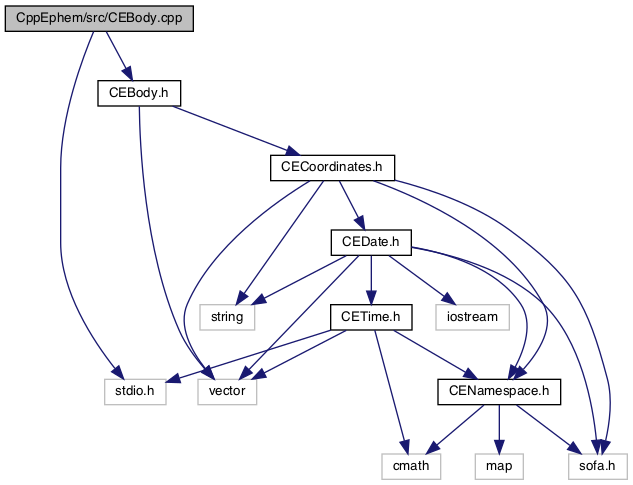 CppEphem/src/CEBody.cpp
CEBody.h
CECoordinates.h
CEDate.h
string
CETime.h
iostream
stdio.h
vector
CENamespace.h
cmath
map
sofa.h